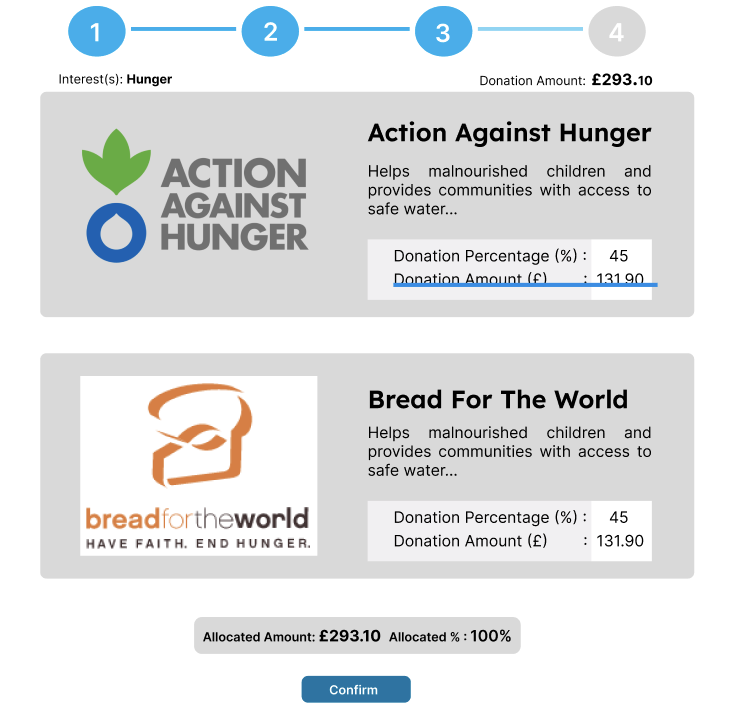 1 2 3 4
Interest(s): Hunger Donation Amount: £293.10
ACTION
AGAINST
HUNGER
Action Against Hunger
Helps malnourished children and
provides communities with access to
safe water...
Donation Percentage (%) : 45
Donation Amount (£) : 131.90
breadfortheworld
HAVE FAITH. END HUNGER.
Bread For The World
Helps malnourished children and
provides communities with access to
safe water...
Donation Percentage (%) : 45
Donation Amount (£) : 131.90
Allocated Amount: £293.10 Allocated % : 100%
Confirm